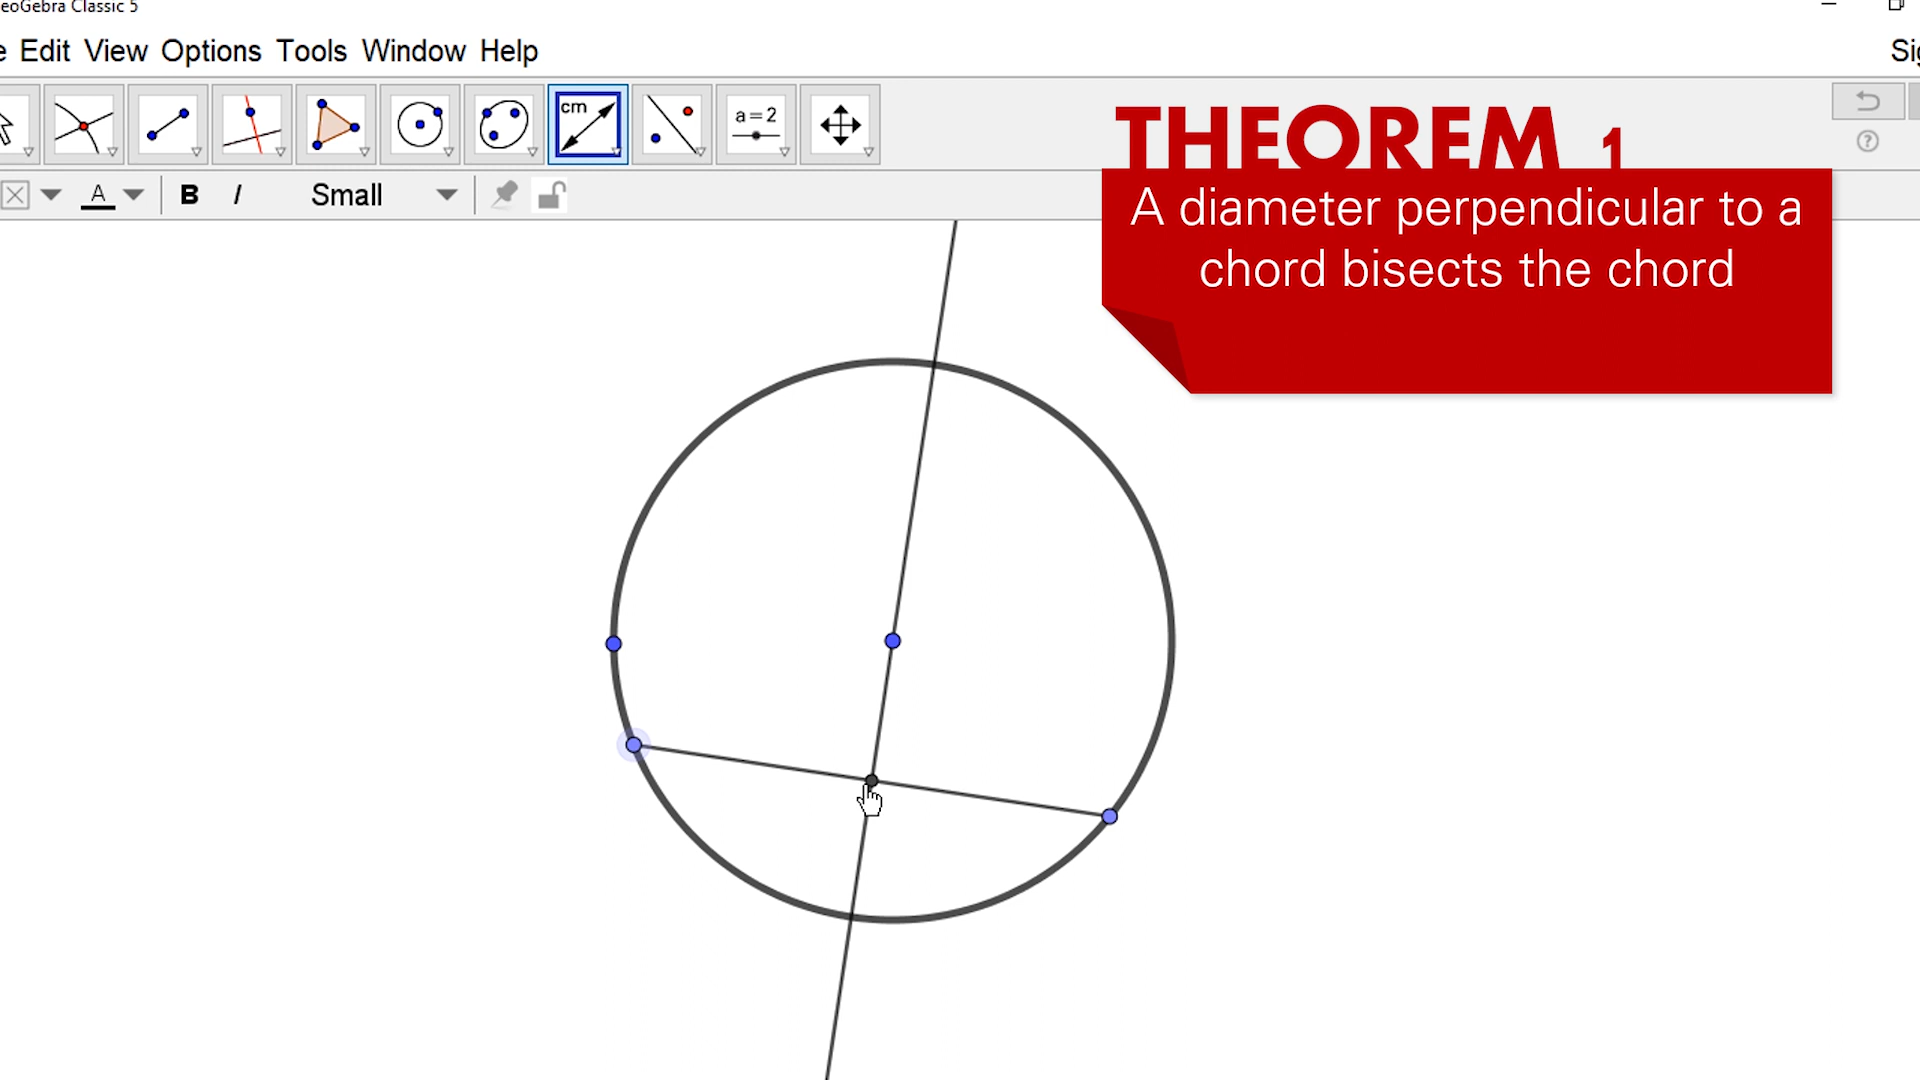 eoGebra Classic 5
e Edit View Options Tools Window Help
Sig
cm
a=2
A B I Small
THEOREM 1
A diameter perpendicular to a
chord bisects the chord